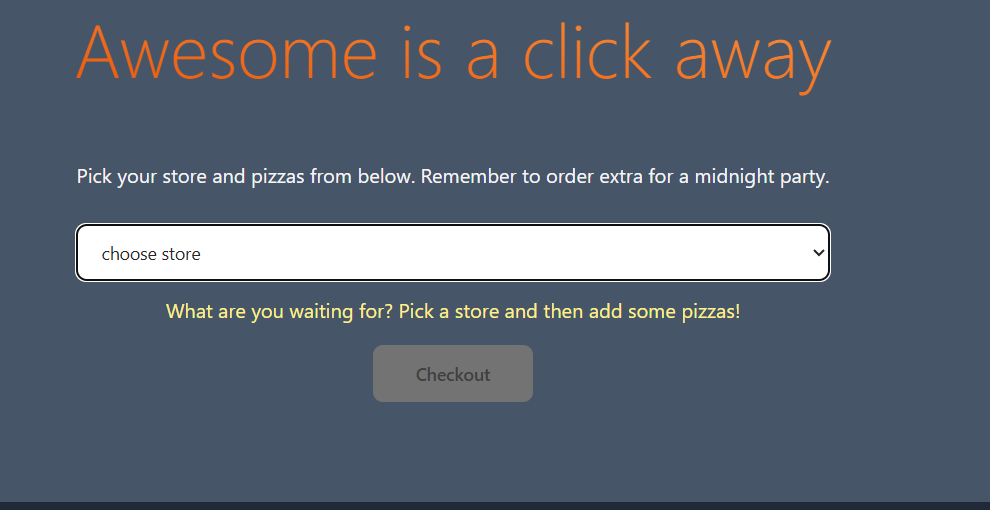 Awesome is a click away
Pick your store and pizzas from below. Remember to order extra for a midnight party.
choose store
What are you waiting for? Pick a store and then add some pizzas!
Checkout